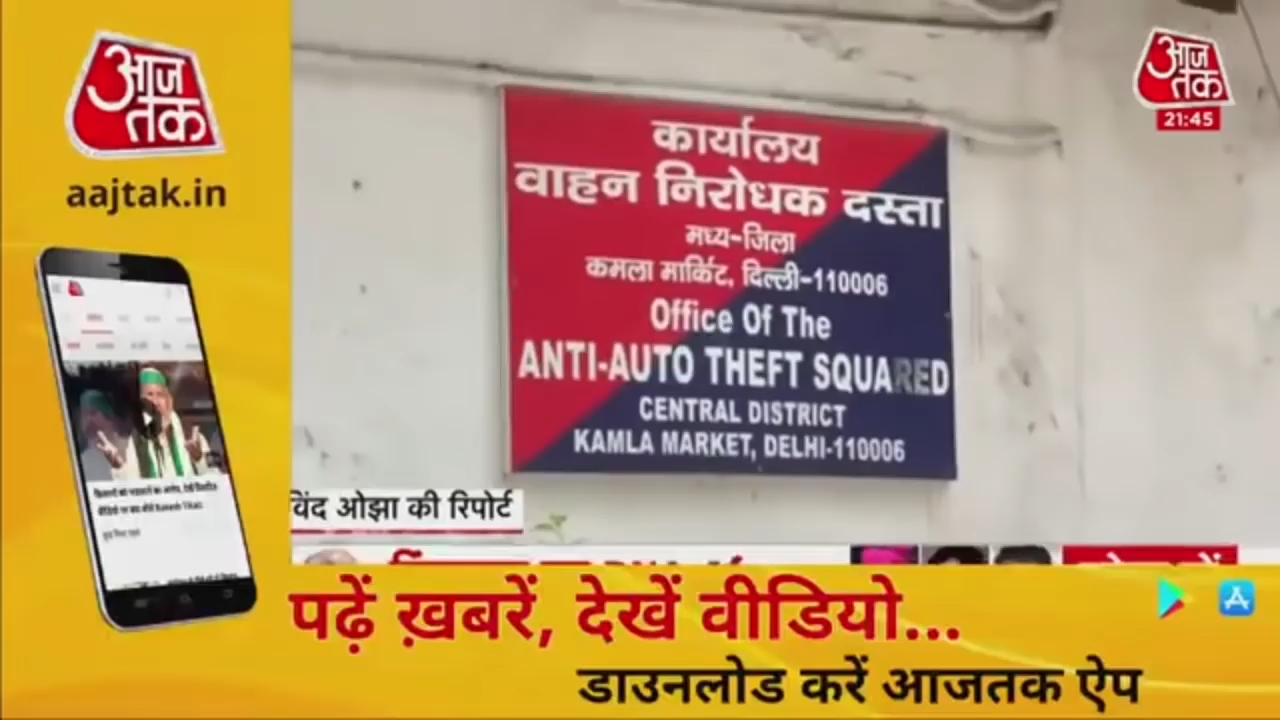 आज
तक
aajtak.in
आज
तक
21:45
कार्यालय
वाहन निरोधक दस्ता
मध्य-जिला
कमला मार्किट, दिल्ली-110006
Office Of The
ANTI-AUTO THEFT SQUARED
CENTRAL DISTRICT
KAMLA MARKET, DELHI-110006
विंद ओझा की रिपोर्ट
पढ़ें ख़बरें, देखें वीडियो...
डाउनलोड करें आजतक ऐप